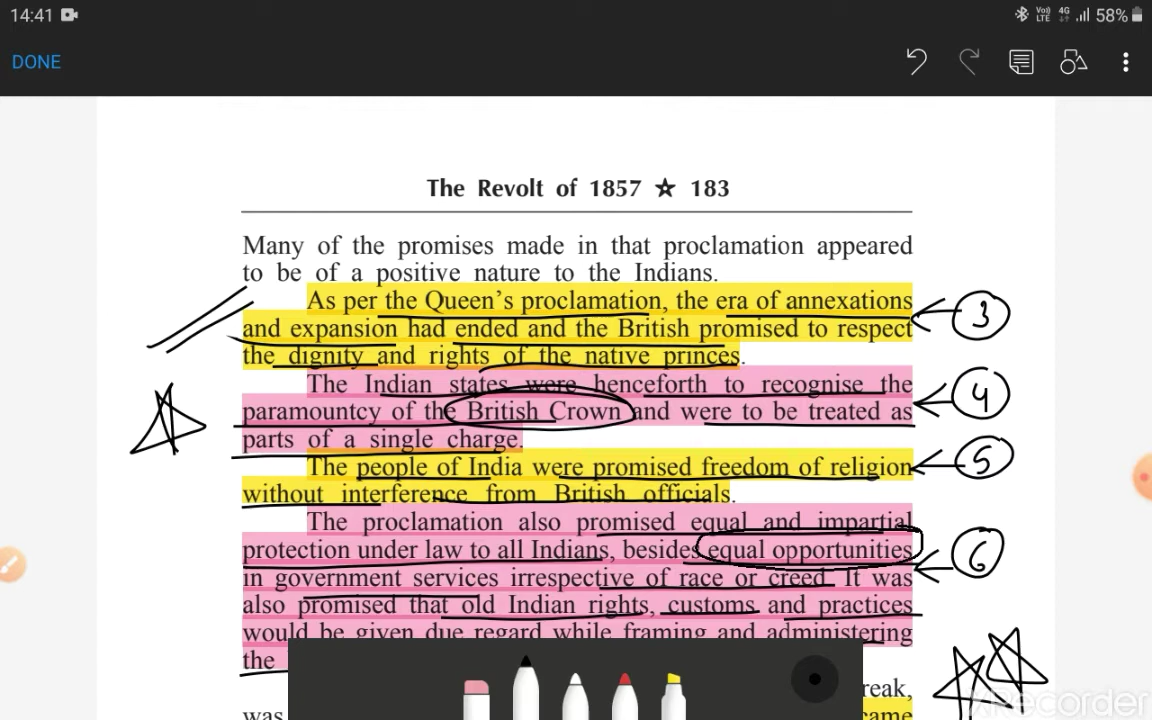 14:41 Vo) LTE 4G 58%
DONE
The Revolt of 1857 ☆ 183
Many of the promises made in that proclamation appeared
to be of a positive nature to the Indians.
As per the Queen's proclamation, the era of annexations
and expansion had ended and the British promised to respect
the dignity and rights of the native princes.
3
The Indian states were henceforth to recognise the
paramountcy of the British Crown and were to be treated as
parts of a single charge.
4
The people of India were promised freedom of religion
without interference from British officials.
5
The proclamation also promised equal and impartial
protection under law to all Indians, besides equal opportunities
in government services irrespective of race or creed. It was
also promised that old Indian rights, customs and practices
would be given due regard while framing and administering
the
6
reak,
was
came
XRecorder